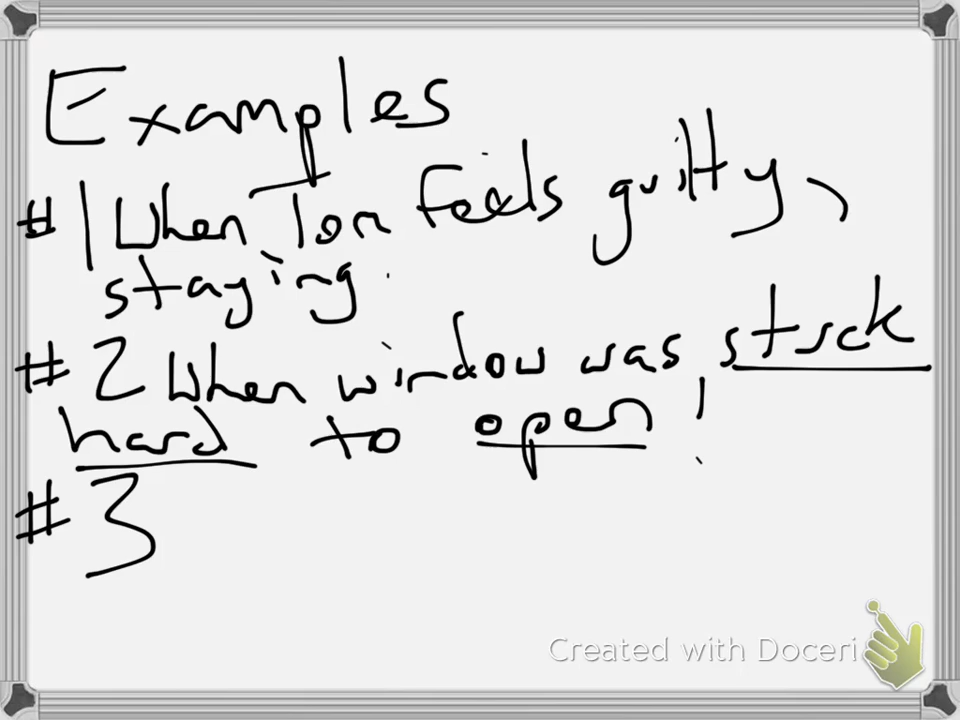 Examples
#1 When Tom feels guilty,
staying.
#2 When window was stuck
hard to open!
#3
Created with Doceri